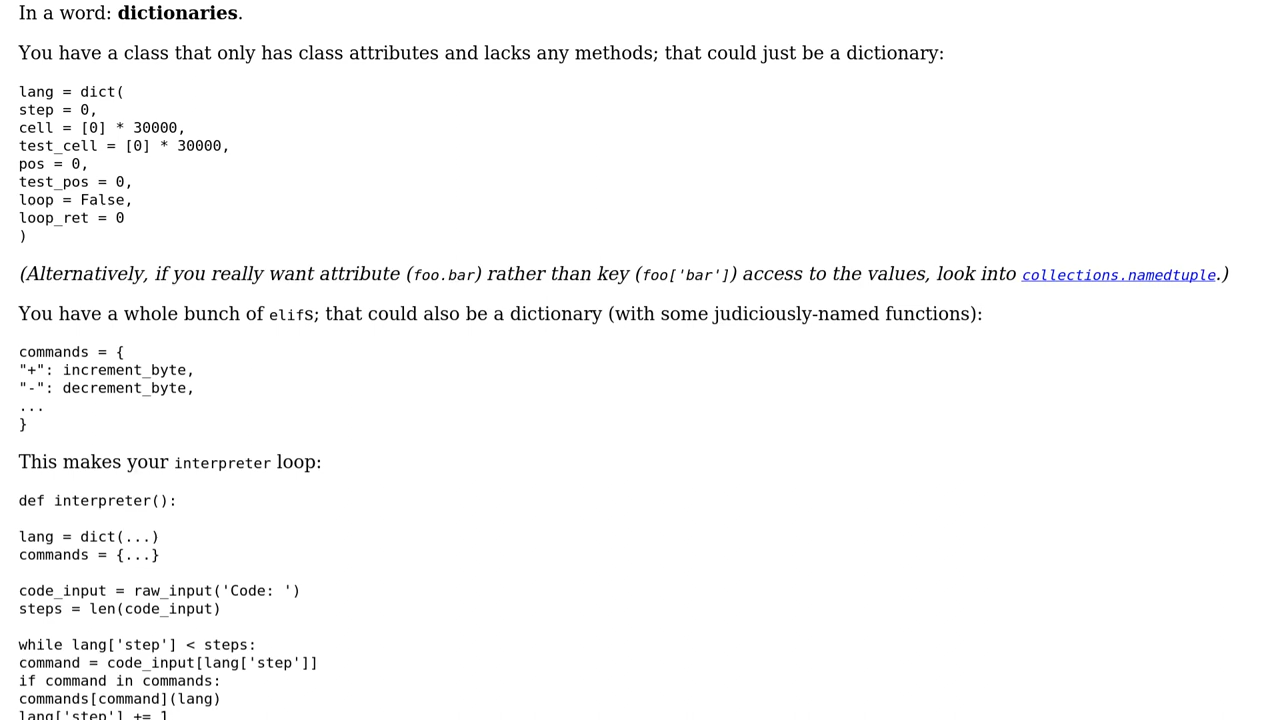 In a word: dictionaries.
You have a class that only has class attributes and lacks any methods; that could just be a dictionary:
lang = dict(
step = 0,
cell = [0] * 30000,
test_cell = [0] * 30000,
pos = 0,
test_pos = 0,
loop = False,
loop_ret = 0
)
(Alternatively, if you really want attribute (foo.bar) rather than key (foo['bar']) access to the values, look into collections.namedtuple.)
You have a whole bunch of elifs; that could also be a dictionary (with some judiciously-named functions):
commands = {
"+": increment_byte,
"-": decrement_byte,
...
}
This makes your interpreter loop:
def interpreter():
lang = dict(...)
commands = {...}
code_input = raw_input('Code: ')
steps = len(code_input)
while lang['step'] < steps:
command = code_input[lang['step']]
if command in commands:
commands[command](lang)
lang['step'] += 1